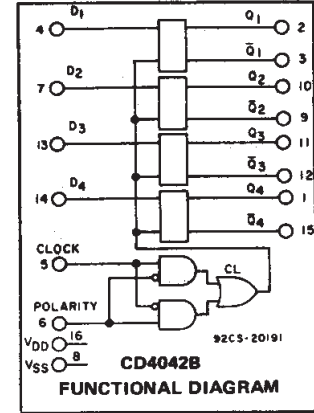 D1
4
Q1
2
Q̅1
3
D2
7
Q2
10
Q̅2
9
D3
13
Q3
11
Q̅3
12
D4
14
Q4
1
Q̅4
15
CLOCK
5
CL
POLARITY
6
92CS-20191
VDD 16
VSS 8
CD4042B
FUNCTIONAL DIAGRAM